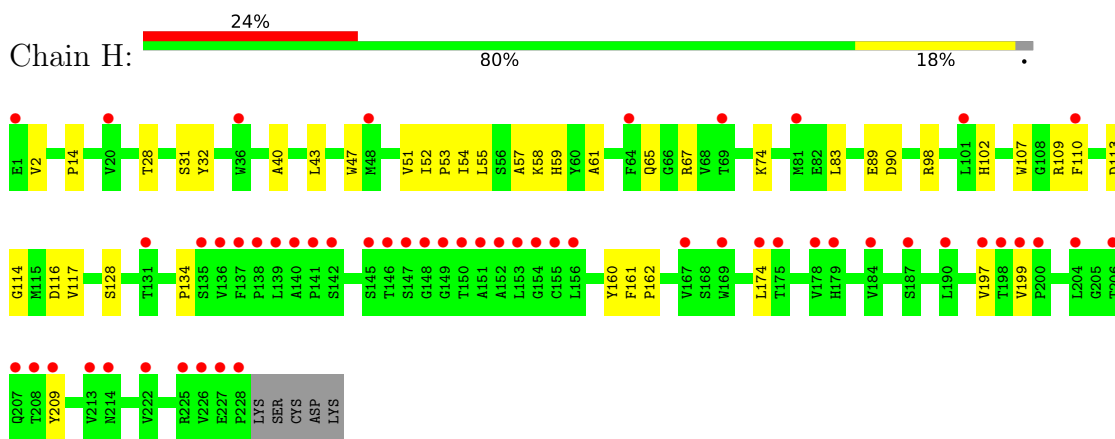 24%
Chain H:
80% 18% •
E1 V2 P14 V20 T28 S31 Y32 W36 A40 L43 W47 M48 V51 I52 P53 I54 L55 S56 A57 K58 H59 Y60 A61 F64 Q65 G66 R67 V68 T69 K74 M81 E82 L83 E89 D90 R98 L101 H102 W107 G108 R109 F110 D113
G114 M115 D116 V117 S128 T131 P134 S135 V136 F137 P138 L139 A140 P141 S142 S145 T146 S147 G148 G149 T150 A151 A152 L153 G154 C155 L156 Y160 F161 P162 V167 S168 W169 L174 T175 V178 H179 V184 S187 L190 V197 T198 V199 P200 L204 G205 T206
Q207 T208 Y209 V213 N214 V222 R225 V226 E227 P228 LYS SER CYS ASP LYS